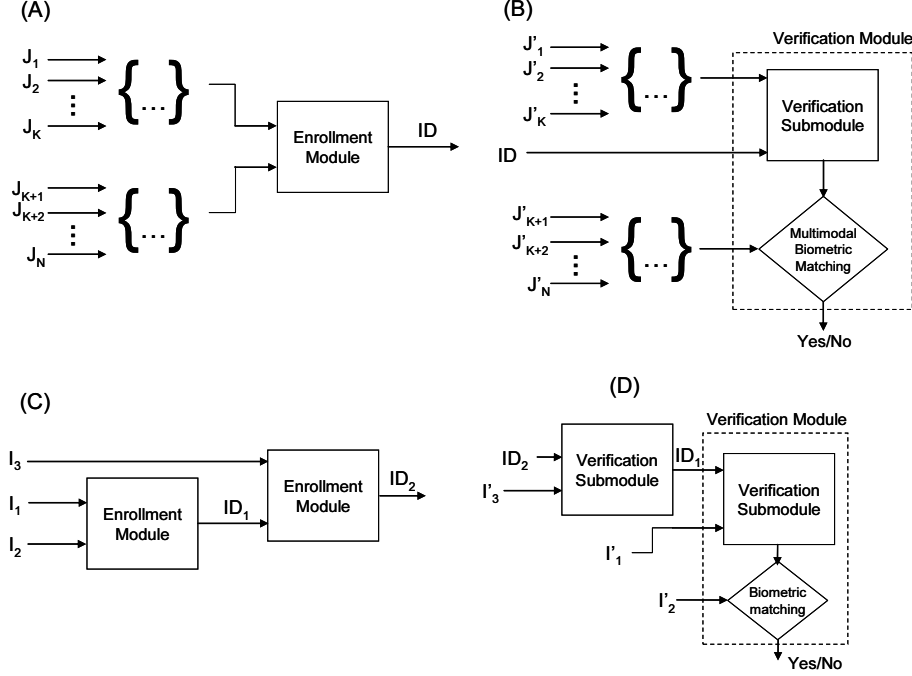 (A)
J1
J2
⋮
JK
{...}
JK+1
JK+2
⋮
JN
{...}
Enrollment
Module
ID
(B)
J'1
J'2
⋮
J'K
{...}
ID
J'K+1
J'K+2
⋮
J'N
{...}
Verification Module
Verification
Submodule
Multimodal
Biometric
Matching
Yes/No
(C)
I3
I1
I2
Enrollment
Module
ID1
Enrollment
Module
ID2
(D)
ID2
I'3
Verification
Submodule
ID1
Verification Module
Verification
Submodule
I'1
I'2
Biometric
matching
Yes/No